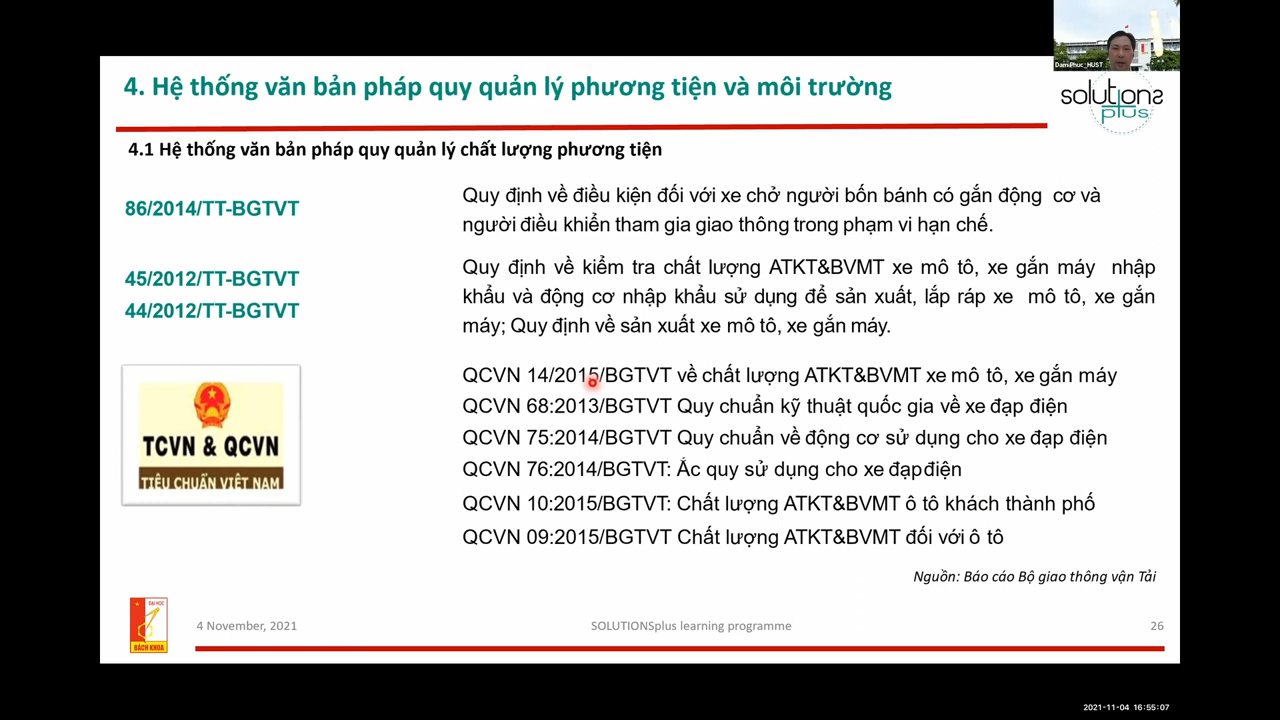 DamPhuc_HUST
4. Hệ thống văn bản pháp quy quản lý phương tiện và môi trường
solutions
plus
4.1 Hệ thống văn bản pháp quy quản lý chất lượng phương tiện
86/2014/TT-BGTVT
Quy định về điều kiện đối với xe chở người bốn bánh có gắn động cơ và
người điều khiển tham gia giao thông trong phạm vi hạn chế.
45/2012/TT-BGTVT
44/2012/TT-BGTVT
Quy định về kiểm tra chất lượng ATKT&BVMT xe mô tô, xe gắn máy nhập
khẩu và động cơ nhập khẩu sử dụng để sản xuất, lắp ráp xe mô tô, xe gắn
máy; Quy định về sản xuất xe mô tô, xe gắn máy.
TCVN & QCVN
TIÊU CHUẨN VIỆT NAM
QCVN 14/2015/BGTVT về chất lượng ATKT&BVMT xe mô tô, xe gắn máy
QCVN 68:2013/BGTVT Quy chuẩn kỹ thuật quốc gia về xe đạp điện
QCVN 75:2014/BGTVT Quy chuẩn về động cơ sử dụng cho xe đạp điện
QCVN 76:2014/BGTVT: Ắc quy sử dụng cho xe đạpđiện
QCVN 10:2015/BGTVT: Chất lượng ATKT&BVMT ô tô khách thành phố
QCVN 09:2015/BGTVT Chất lượng ATKT&BVMT đối với ô tô
Nguồn: Báo cáo Bộ giao thông vận Tải
ĐẠI HỌC
BÁCH KHOA
4 November, 2021
SOLUTIONSplus learning programme
26
2021-11-04 16:55:07